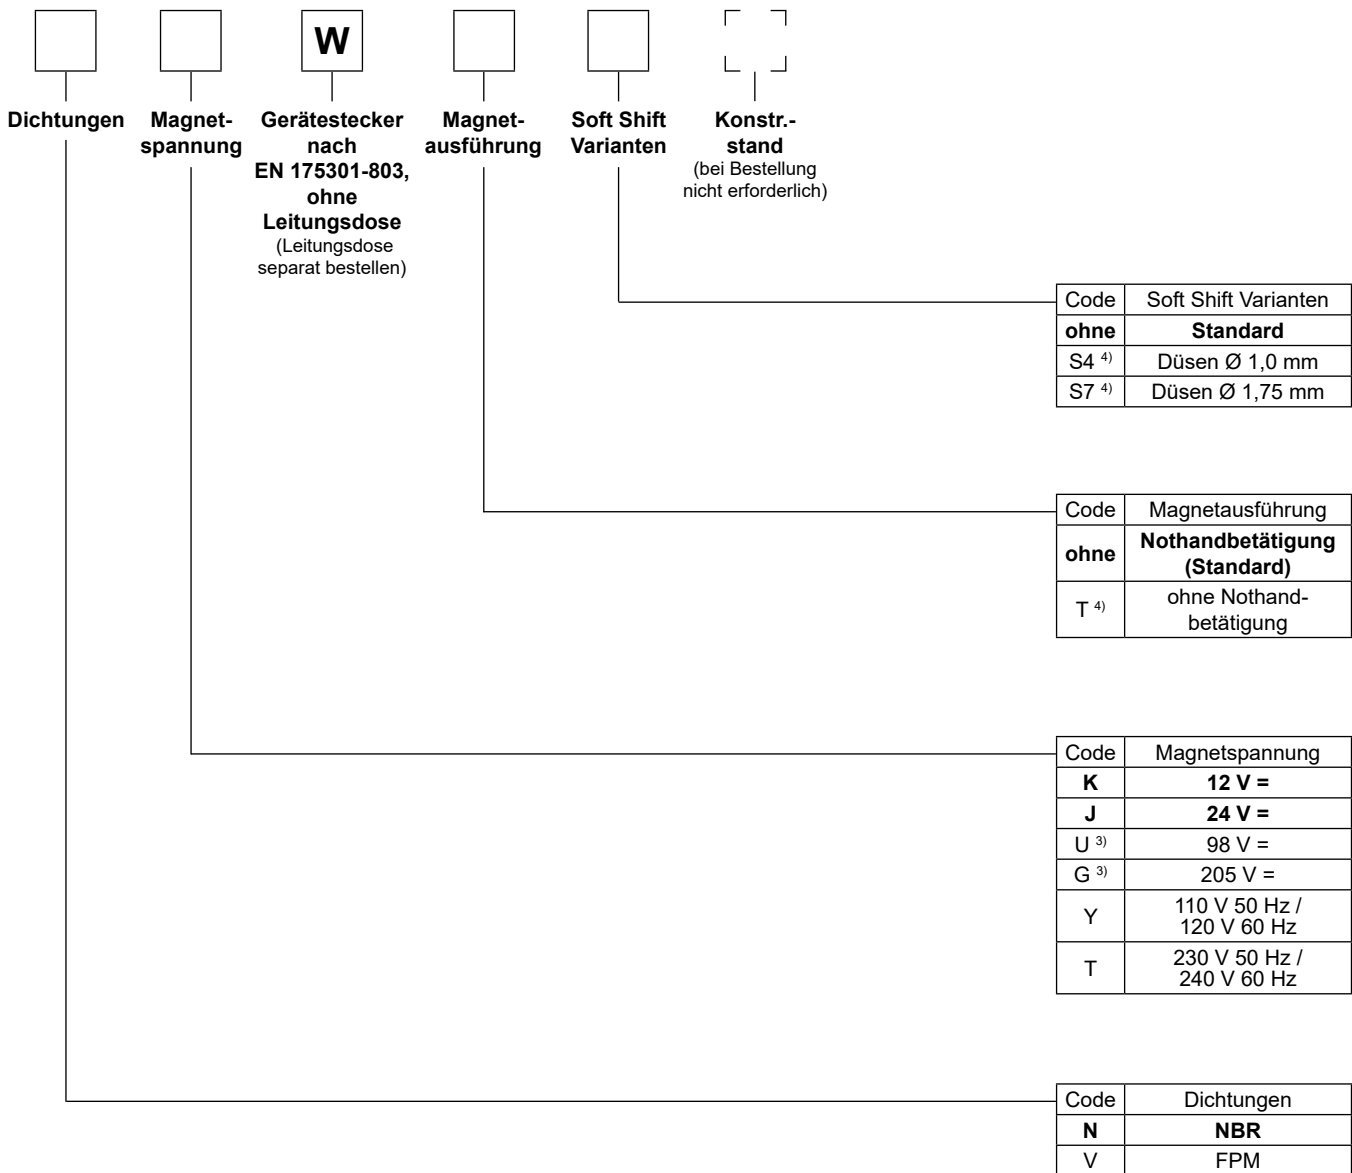 W
Dichtungen
Magnet-
spannung
Gerätestecker
nach
EN 175301-803,
ohne
Leitungsdose
(Leitungsdose
separat bestellen)
Magnet-
ausführung
Soft Shift
Varianten
Konstr.-
stand
(bei Bestellung
nicht erforderlich)
Code Soft Shift Varianten
ohne Standard
S4 4) Düsen Ø 1,0 mm
S7 4) Düsen Ø 1,75 mm
Code Magnetausführung
ohne Nothandbetätigung
(Standard)
T 4) ohne Nothand-
betätigung
Code Magnetspannung
K 12 V =
J 24 V =
U 3) 98 V =
G 3) 205 V =
Y 110 V 50 Hz /
120 V 60 Hz
T 230 V 50 Hz /
240 V 60 Hz
Code Dichtungen
N NBR
V FPM